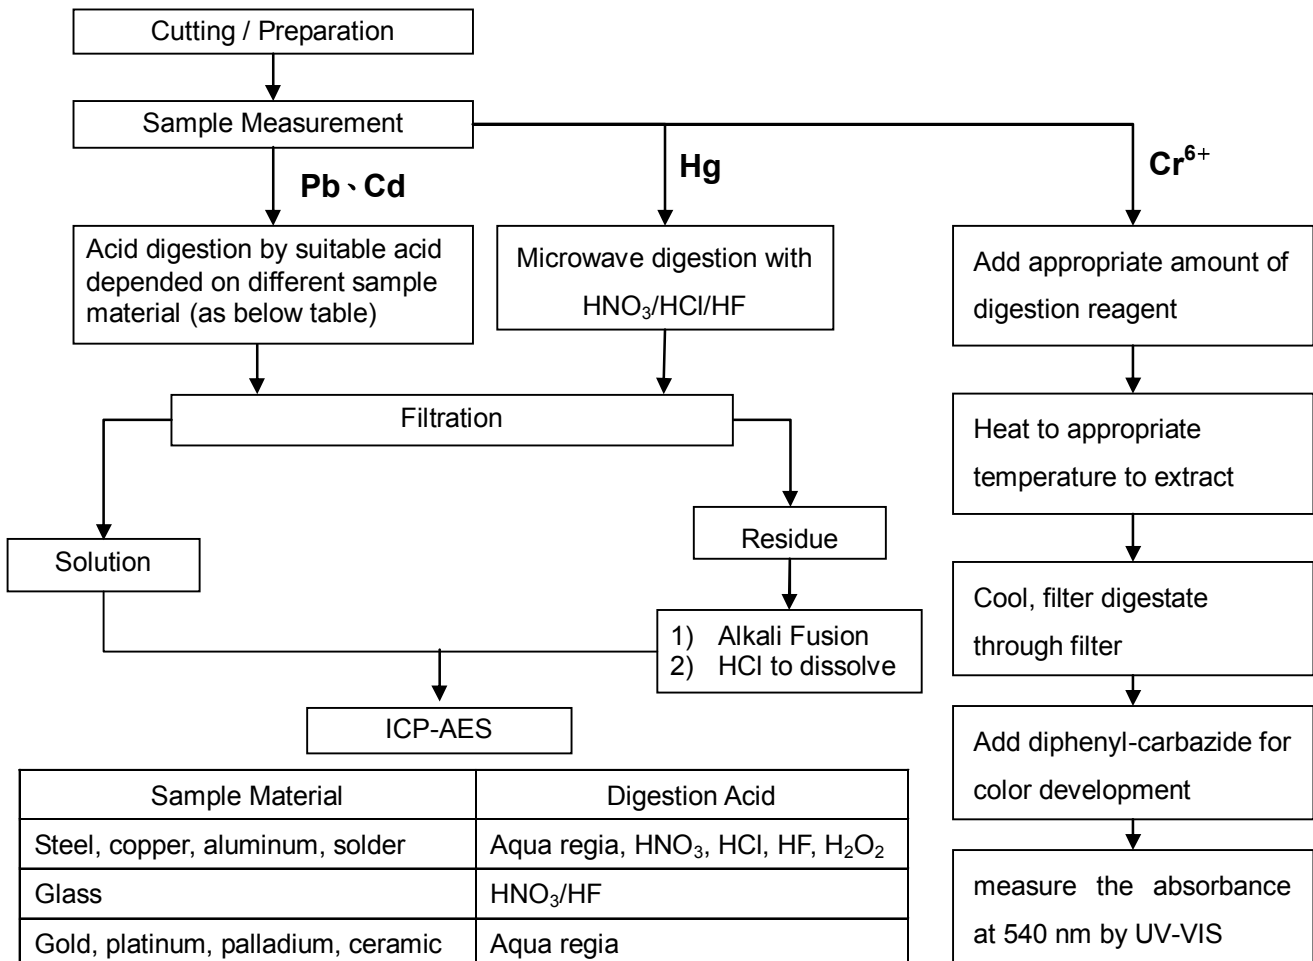 Cutting / Preparation
Sample Measurement
Pb、Cd
Hg
Cr⁶⁺
Acid digestion by suitable acid
depended on different sample
material (as below table)
Microwave digestion with
HNO₃/HCl/HF
Add appropriate amount of
digestion reagent
Filtration
Heat to appropriate
temperature to extract
Solution
Residue
1) Alkali Fusion
2) HCl to dissolve
Cool, filter digestate
through filter
ICP-AES
Add diphenyl-carbazide for
color development
measure the absorbance
at 540 nm by UV-VIS
Sample Material Digestion Acid
Steel, copper, aluminum, solder Aqua regia, HNO₃, HCl, HF, H₂O₂
Glass HNO₃/HF
Gold, platinum, palladium, ceramic Aqua regia